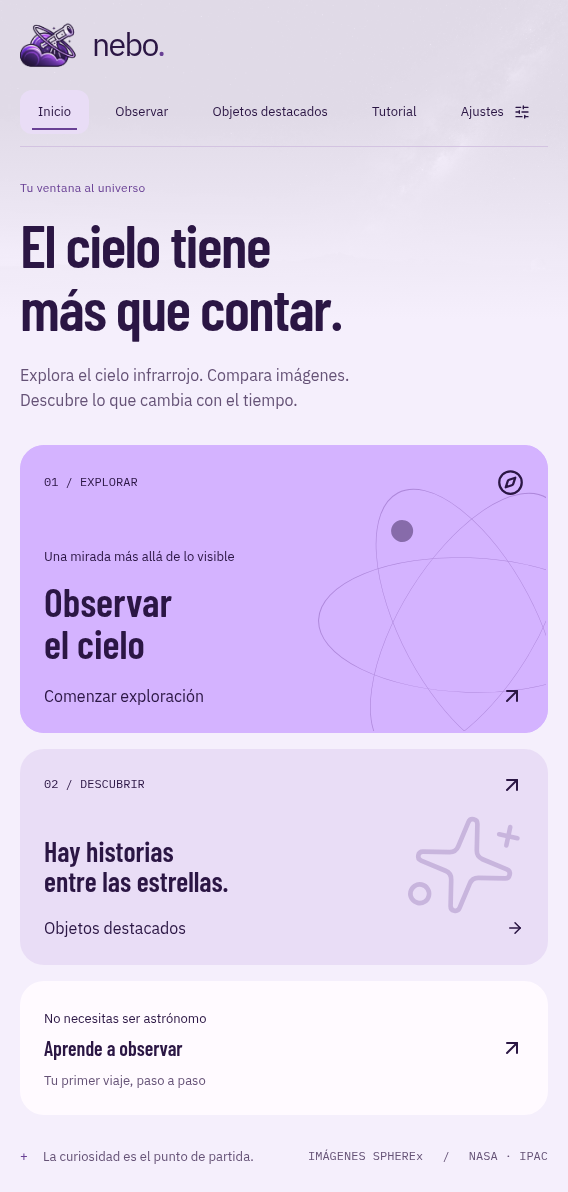 nebo.
Inicio Observar Objetos destacados Tutorial Ajustes
Tu ventana al universo
El cielo tiene
más que contar.
Explora el cielo infrarrojo. Compara imágenes.
Descubre lo que cambia con el tiempo.
01 / EXPLORAR
Una mirada más allá de lo visible
Observar
el cielo
Comenzar exploración
02 / DESCUBRIR
Hay historias
entre las estrellas.
Objetos destacados
No necesitas ser astrónomo
Aprende a observar
Tu primer viaje, paso a paso
+ La curiosidad es el punto de partida. IMÁGENES SPHEREx / NASA · IPAC